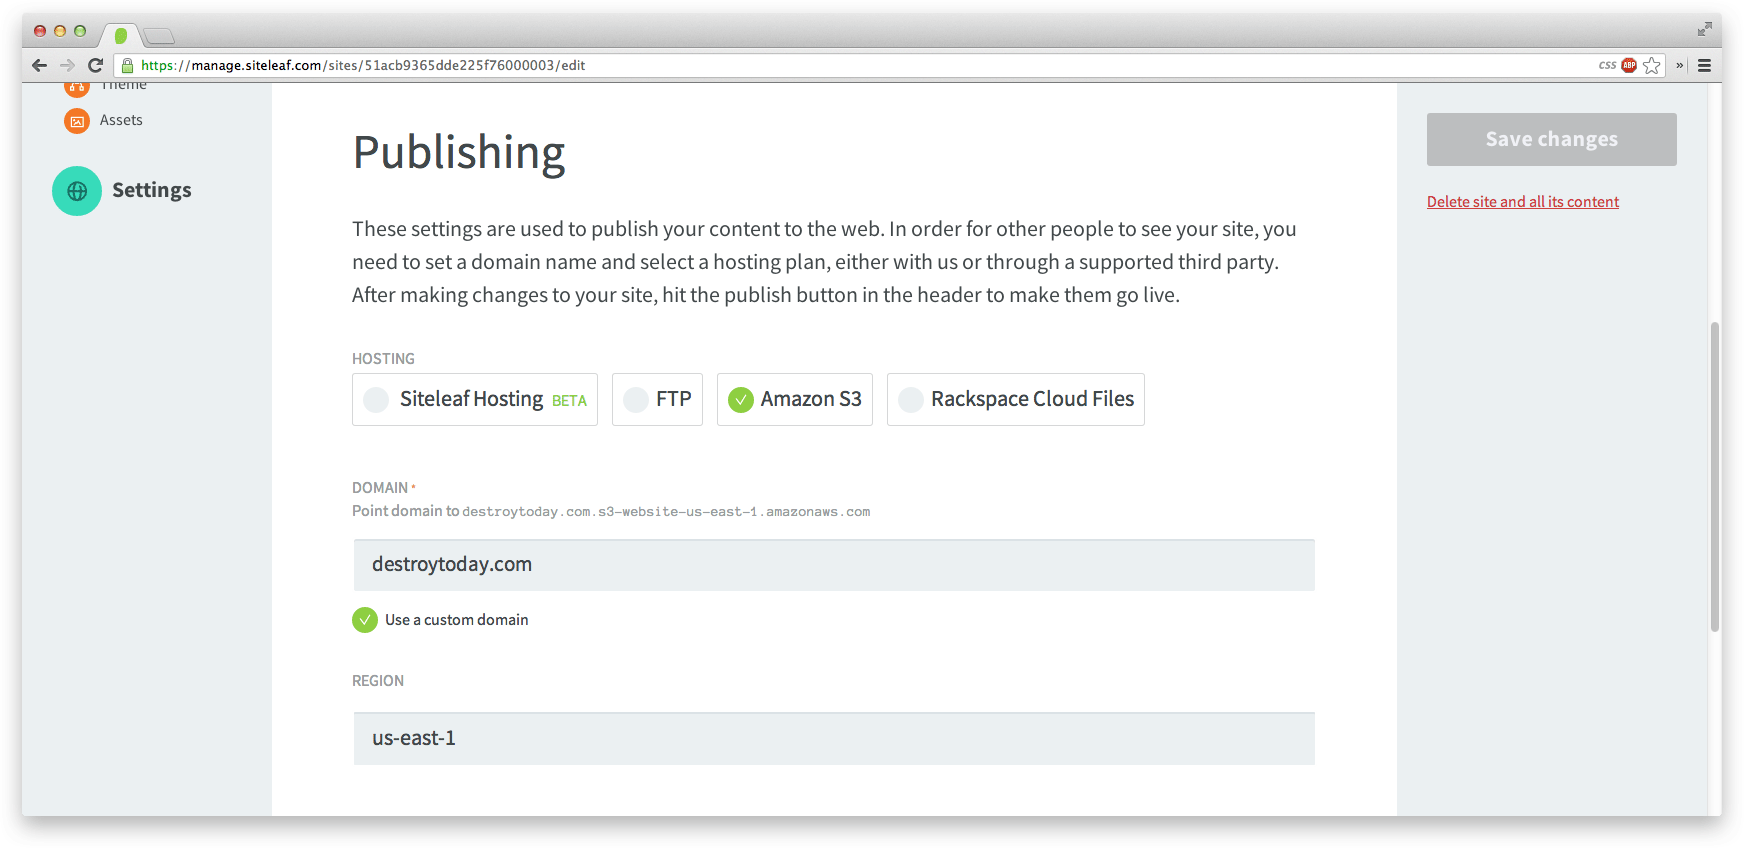 https://manage.siteleaf.com/sites/51acb9365dde225f76000003/edit
css ABP »
Theme
Assets
Settings
Publishing
These settings are used to publish your content to the web. In order for other people to see your site, you
need to set a domain name and select a hosting plan, either with us or through a supported third party.
After making changes to your site, hit the publish button in the header to make them go live.
HOSTING
Siteleaf Hosting BETA
FTP
Amazon S3
Rackspace Cloud Files
DOMAIN *
Point domain to destroytoday.com.s3-website-us-east-1.amazonaws.com
destroytoday.com
Use a custom domain
REGION
us-east-1
Save changes
Delete site and all its content